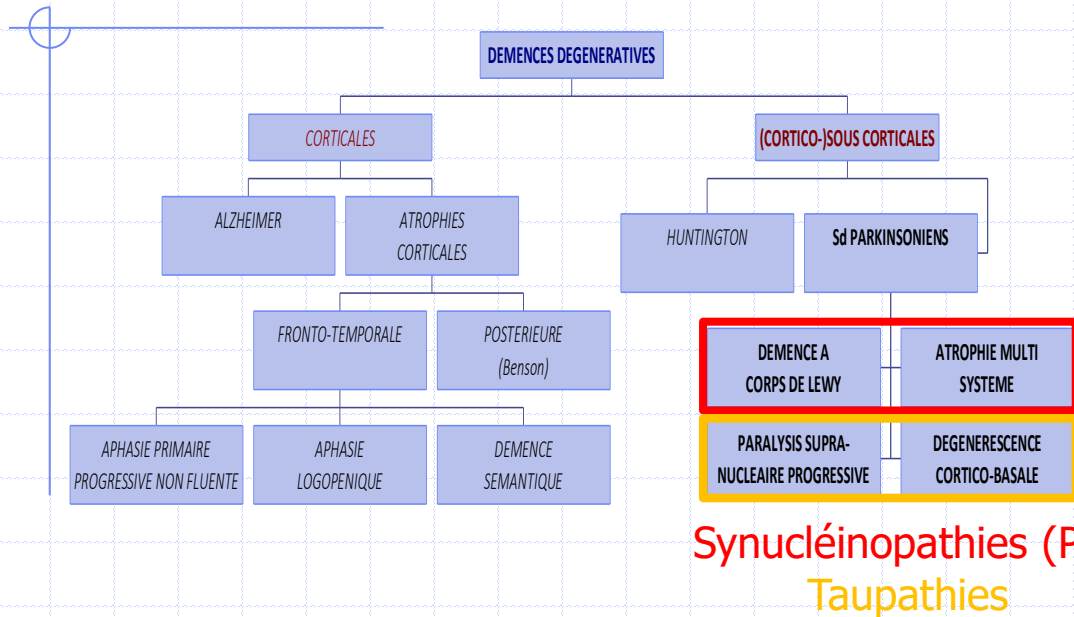 DEMENCES DEGENERATIVES
CORTICALES
(CORTICO-)SOUS CORTICALES
ALZHEIMER
ATROPHIES
CORTICALES
HUNTINGTON
Sd PARKINSONIENS
FRONTO-TEMPORALE
POSTERIEURE
(Benson)
DEMENCE A
CORPS DE LEWY
ATROPHIE MULTI
SYSTEME
APHASIE PRIMAIRE
PROGRESSIVE NON FLUENTE
APHASIE
LOGOPENIQUE
DEMENCE
SEMANTIQUE
PARALYSIS SUPRA-
NUCLEAIRE PROGRESSIVE
DEGENERESCENCE
CORTICO-BASALE
Synucléinopathies (P
Taupathies